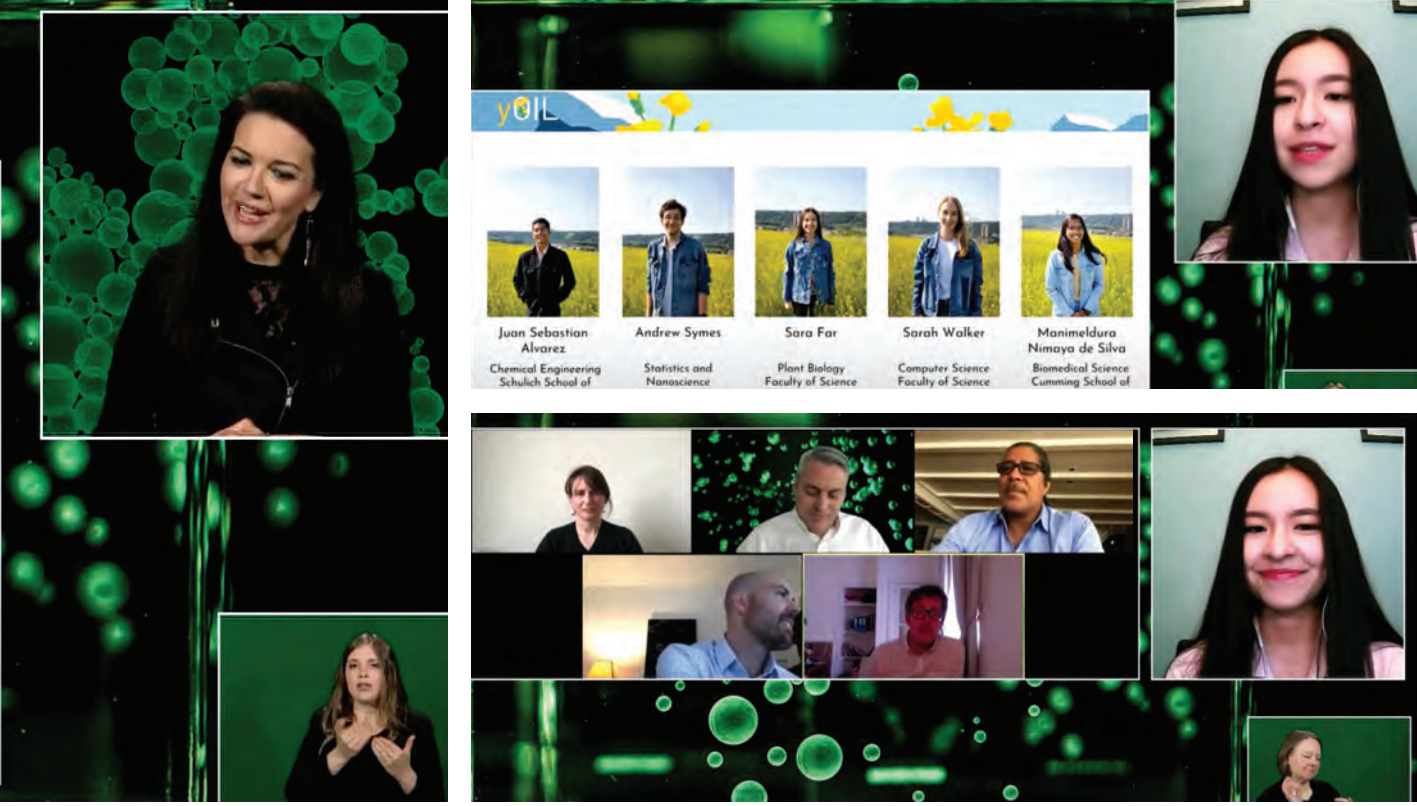 yOIL
Juan Sebastian
Alvarez
Chemical Engineering
Schulich School of
Andrew Symes
Statistics and
Nanoscience
Sara Far
Plant Biology
Faculty of Science
Sarah Walker
Computer Science
Faculty of Science
Manimeldura
Nimaya de Silva
Biomedical Science
Cumming School of